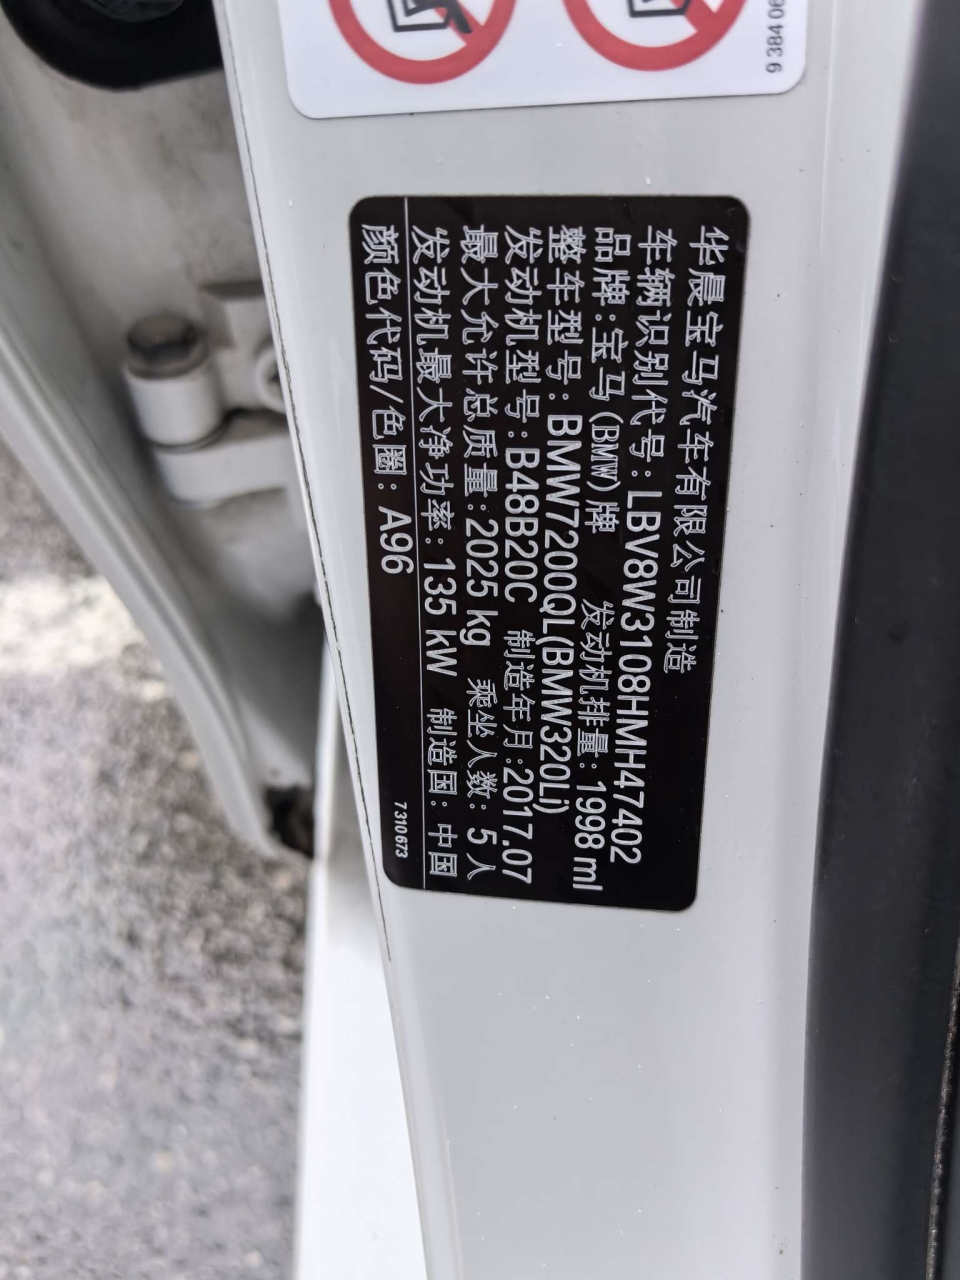 9 384 06
华晨宝马汽车有限公司制造
车辆识别代号: LBV8W3108HMH47402
品牌: 宝马(BMW)牌 发动机排量: 1998 ml
整车型号: BMW7200QL(BMW320Li)
发动机型号: B48B20C 制造年月: 2017.07
最大允许总质量: 2025 kg 乘坐人数: 5 人
发动机最大净功率: 135 kW 制造国: 中国
颜色代码/色圈: A96
7 310 673